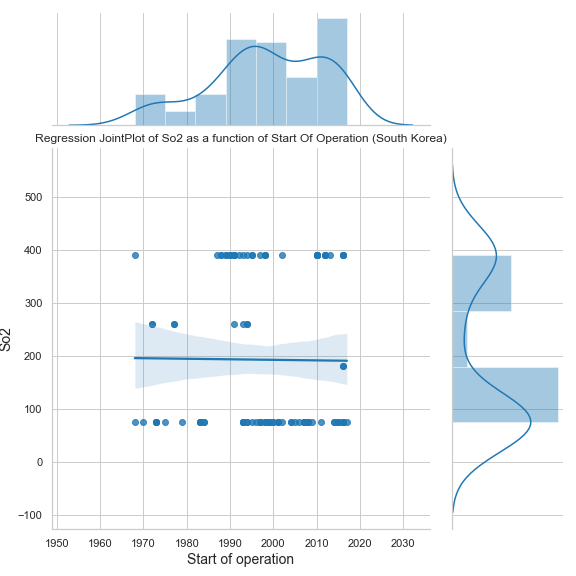 Regression JointPlot of So2 as a function of Start Of Operation (South Korea)
500
400
300
200
100
0
−100
So2
1950 1960 1970 1980 1990 2000 2010 2020 2030
Start of operation